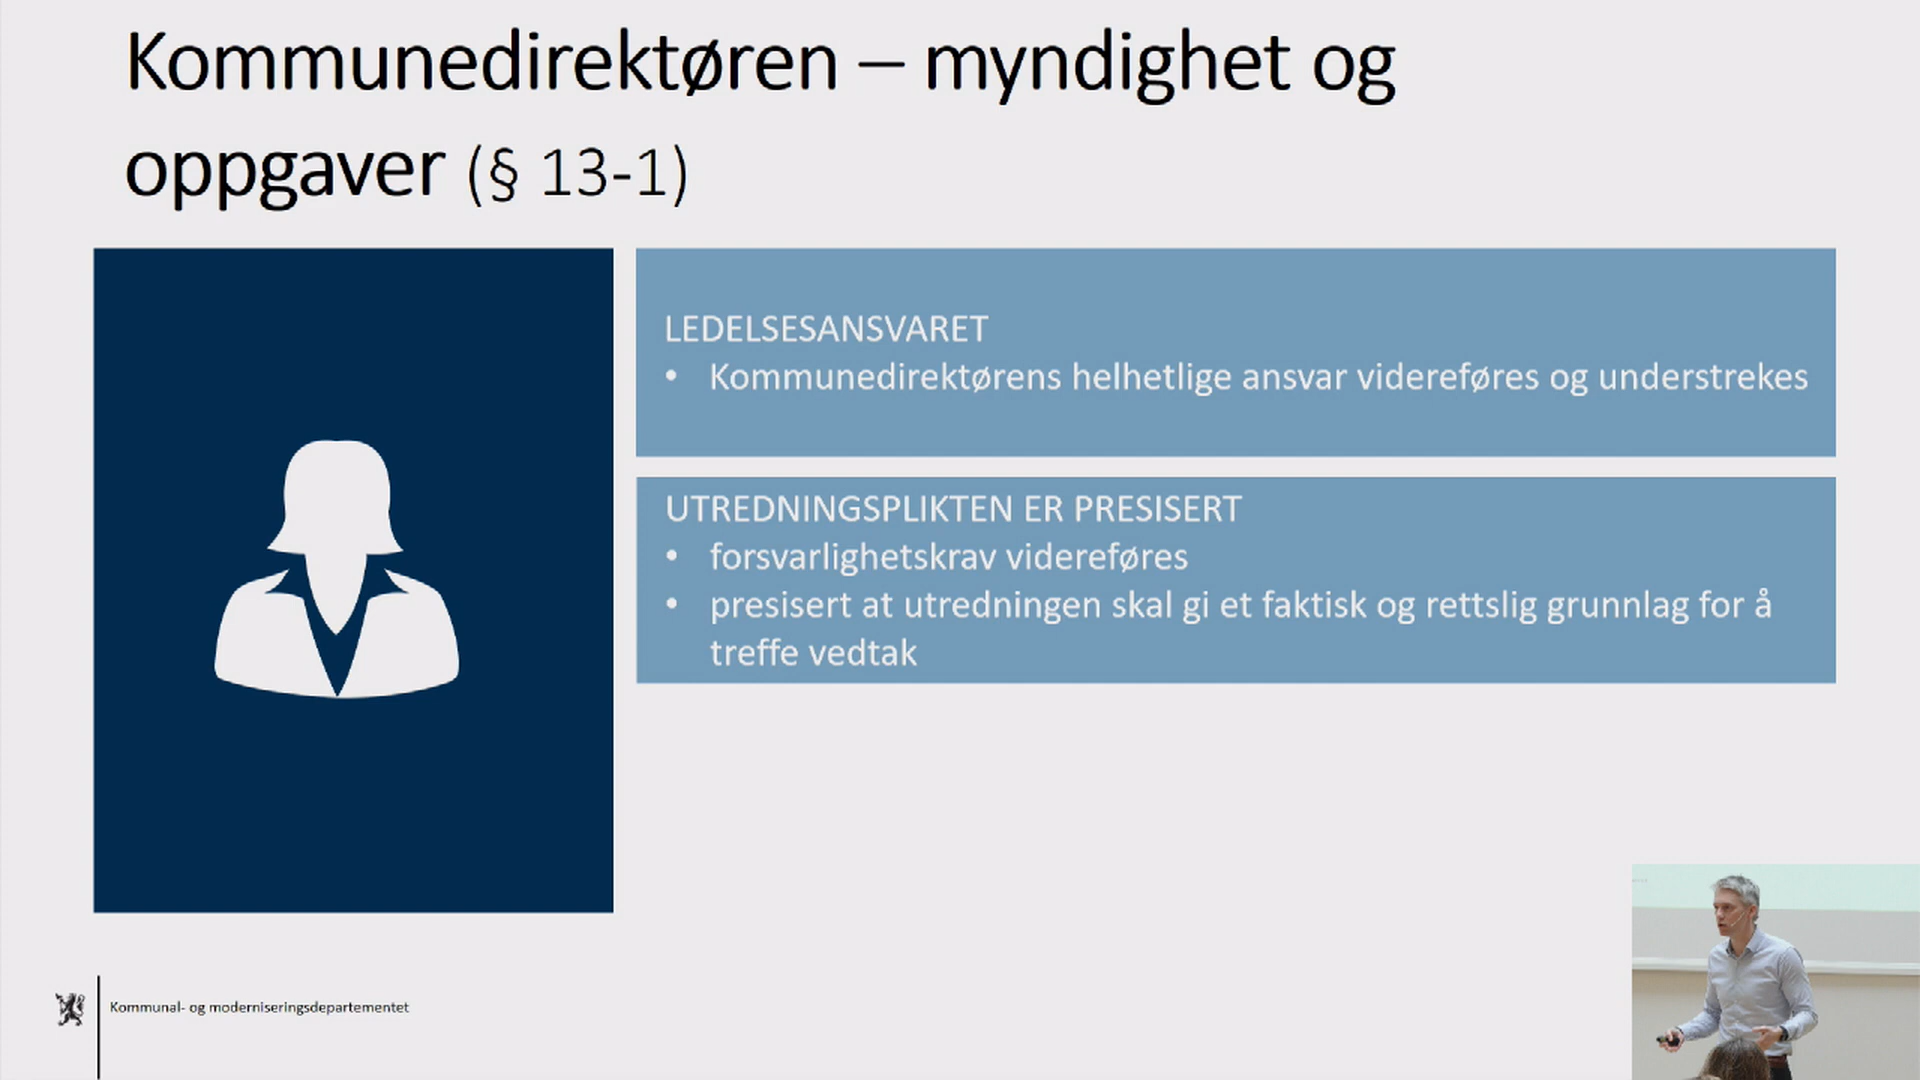 Kommunedirektøren – myndighet og
oppgaver (§ 13-1)
LEDELSESANSVARET
• Kommunedirektørens helhetlige ansvar videreføres og understrekes
UTREDNINGSPLIKTEN ER PRESISERT
• forsvarlighetskrav videreføres
• presisert at utredningen skal gi et faktisk og rettslig grunnlag for å
treffe vedtak
Kommunal- og moderniseringsdepartementet